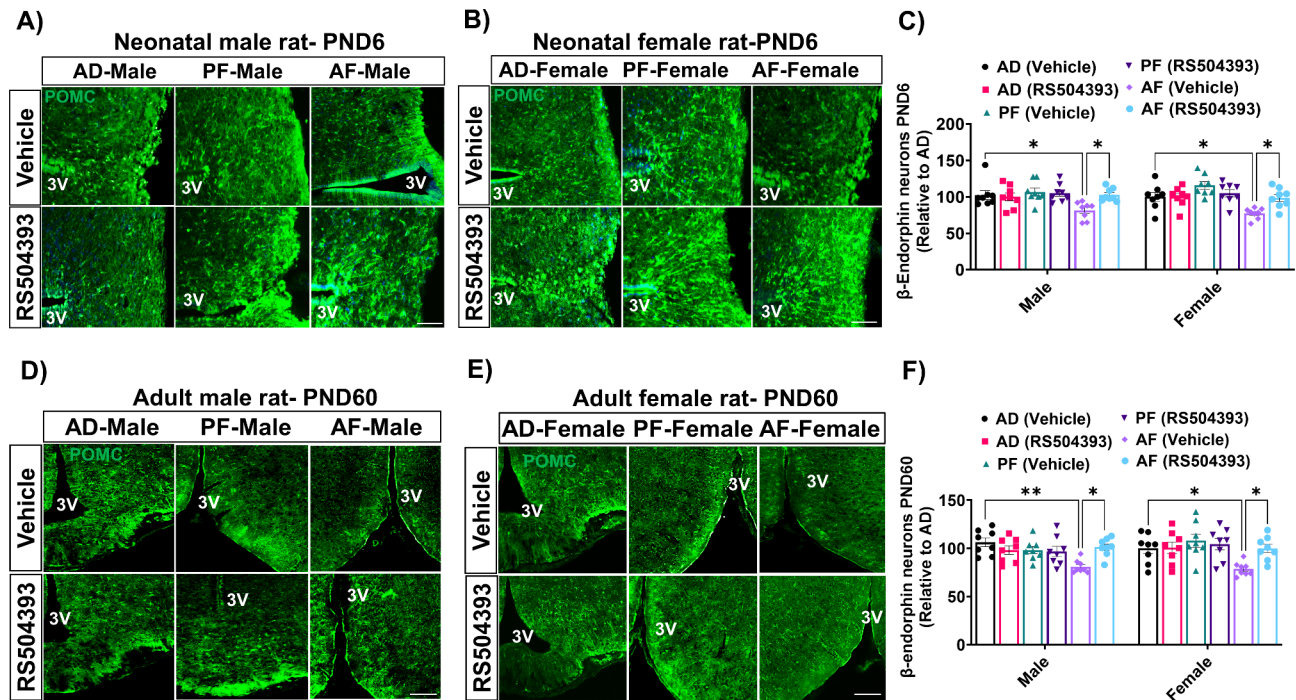 A)
Neonatal male rat- PND6
AD-Male PF-Male AF-Male
Vehicle
POMC
3V 3V 3V
RS504393
3V 3V 3V
B)
Neonatal female rat-PND6
AD-Female PF-Female AF-Female
Vehicle
POMC
3V 3V 3V
RS504393
3V 3V 3V
C)
AD (Vehicle)
AD (RS504393)
PF (Vehicle)
PF (RS504393)
AF (Vehicle)
AF (RS504393)
β-Endorphin neurons PND6
(Relative to AD)
200
150
100
50
0
* * * *
Male Female
D)
Adult male rat- PND60
AD-Male PF-Male AF-Male
Vehicle
POMC
3V 3V 3V
RS504393
3V 3V 3V
E)
Adult female rat- PND60
AD-Female PF-Female AF-Female
Vehicle
POMC
3V 3V 3V
RS504393
3V 3V 3V
F)
AD (Vehicle)
AD (RS504393)
PF (Vehicle)
PF (RS504393)
AF (Vehicle)
AF (RS504393)
β-endorphin neurons PND60
(Relative to AD)
150
100
50
0
** * * *
Male Female